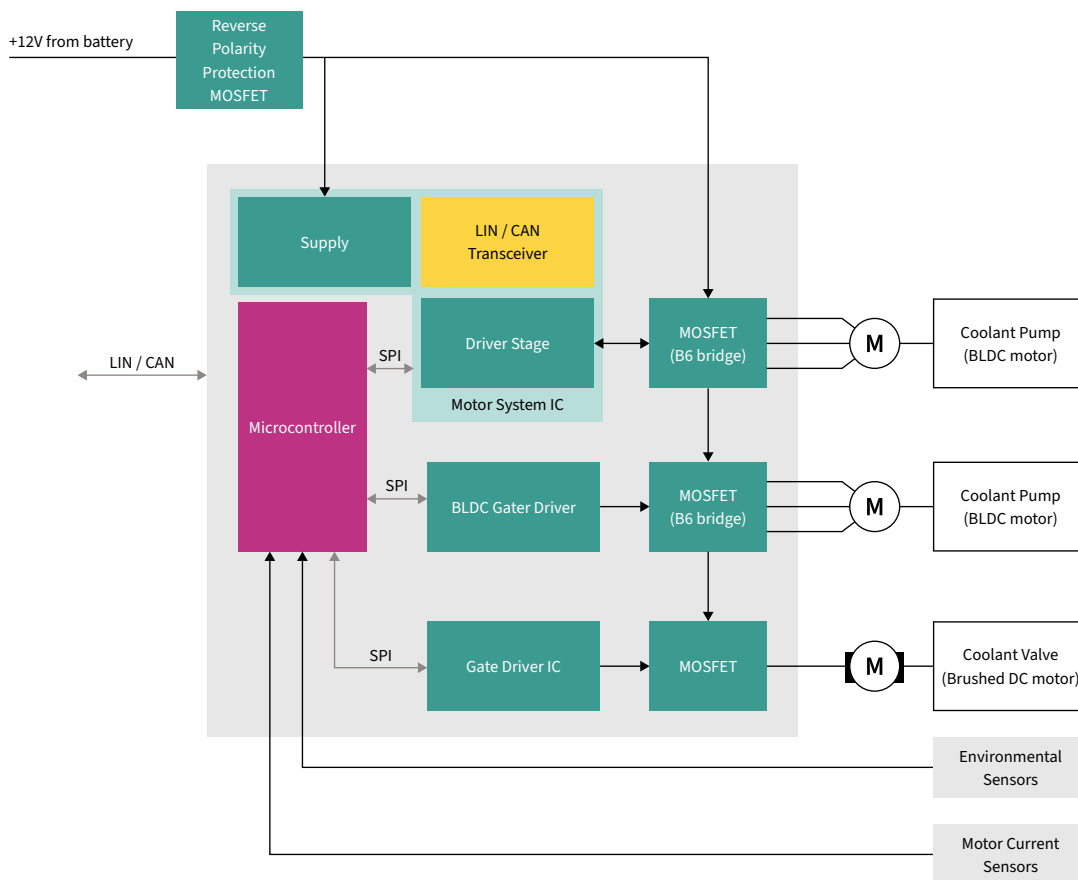 +12V from battery
Reverse
Polarity
Protection
MOSFET
Supply
LIN / CAN
Transceiver
Driver Stage
Motor System IC
MOSFET
(B6 bridge)
M
Coolant Pump
(BLDC motor)
LIN / CAN
SPI
Microcontroller
SPI
BLDC Gater Driver
MOSFET
(B6 bridge)
M
Coolant Pump
(BLDC motor)
SPI
Gate Driver IC
MOSFET
M
Coolant Valve
(Brushed DC motor)
Environmental
Sensors
Motor Current
Sensors